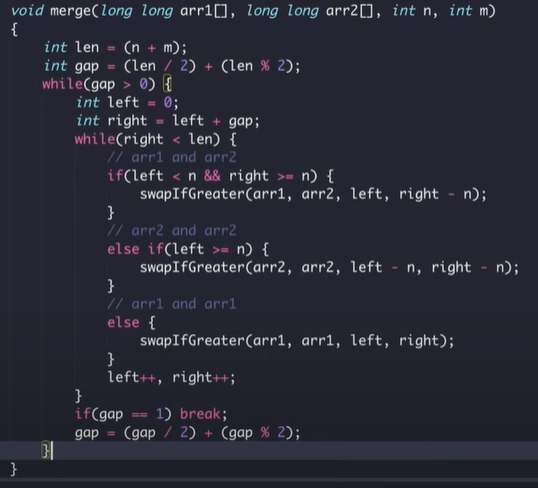 void merge(long long arr1[], long long arr2[], int n, int m)
{
    int len = (n + m);
    int gap = (len / 2) + (len % 2);
    while(gap > 0) {
        int left = 0;
        int right = left + gap;
        while(right < len) {
            // arr1 and arr2
            if(left < n && right >= n) {
                swapIfGreater(arr1, arr2, left, right - n);
            }
            // arr2 and arr2
            else if(left >= n) {
                swapIfGreater(arr2, arr2, left - n, right - n);
            }
            // arr1 and arr1
            else {
                swapIfGreater(arr1, arr1, left, right);
            }
            left++, right++;
        }
        if(gap == 1) break;
        gap = (gap / 2) + (gap % 2);
    }
}